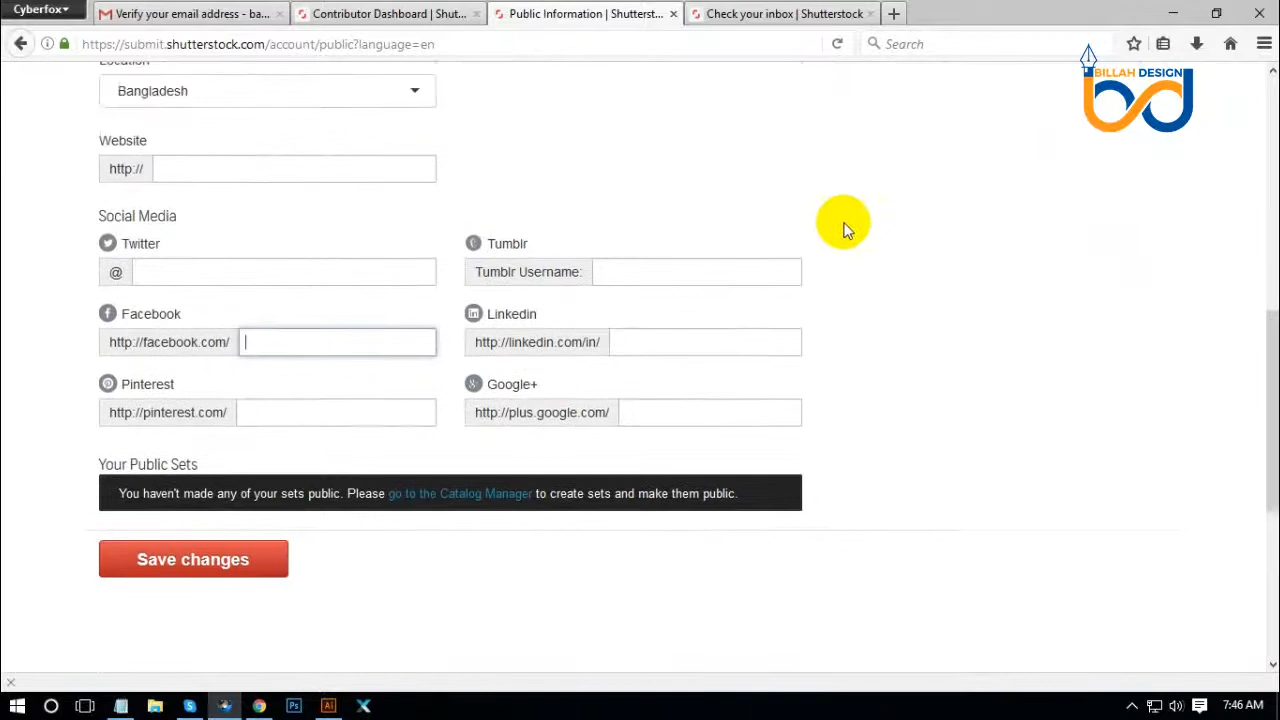 Cyberfox
Verify your email address - ba...
Contributor Dashboard | Shut...
Public Information | Shutterst...
Check your inbox | Shutterstock
https://submit.shutterstock.com/account/public?language=en
Search
BILLAH DESIGN
bd
Location
Bangladesh
Website
http://
Social Media
Twitter
Tumblr
@
Tumblr Username:
Facebook
Linkedin
http://facebook.com/
http://linkedin.com/in/
Pinterest
Google+
http://pinterest.com/
http://plus.google.com/
Your Public Sets
You haven't made any of your sets public. Please go to the Catalog Manager to create sets and make them public.
Save changes
Ps
Ai
7:46 AM